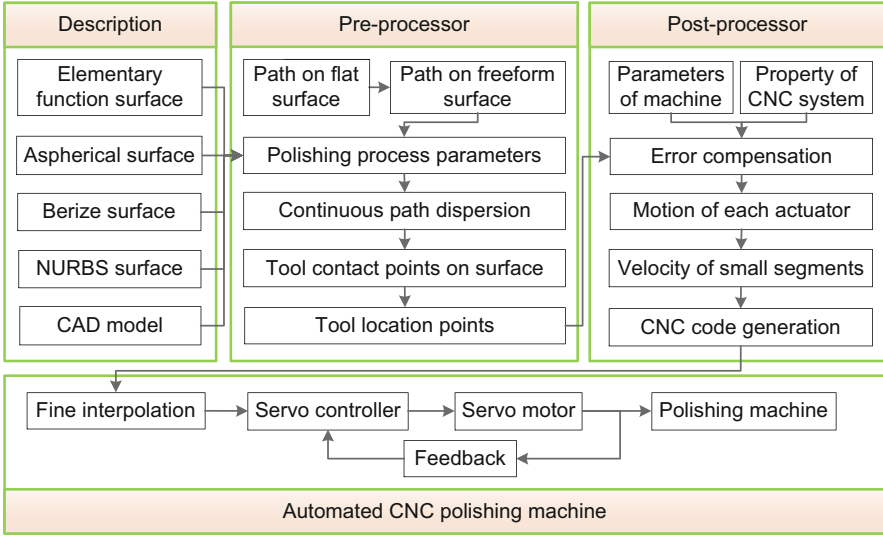 Description
Elementary
function surface
Aspherical surface
Berize surface
NURBS surface
CAD model
Pre-processor
Path on flat
surface
Path on freeform
surface
Polishing process parameters
Continuous path dispersion
Tool contact points on surface
Tool location points
Post-processor
Parameters
of machine
Property of
CNC system
Error compensation
Motion of each actuator
Velocity of small segments
CNC code generation
Fine interpolation
Servo controller
Servo motor
Polishing machine
Feedback
Automated CNC polishing machine